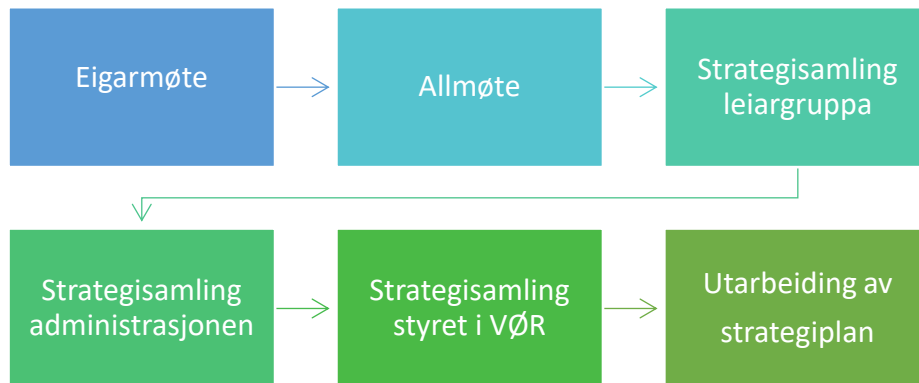 Eigarmøte
Allmøte
Strategisamling
leiargruppa
Strategisamling
administrasjonen
Strategisamling
styret i VØR
Utarbeiding av
strategiplan